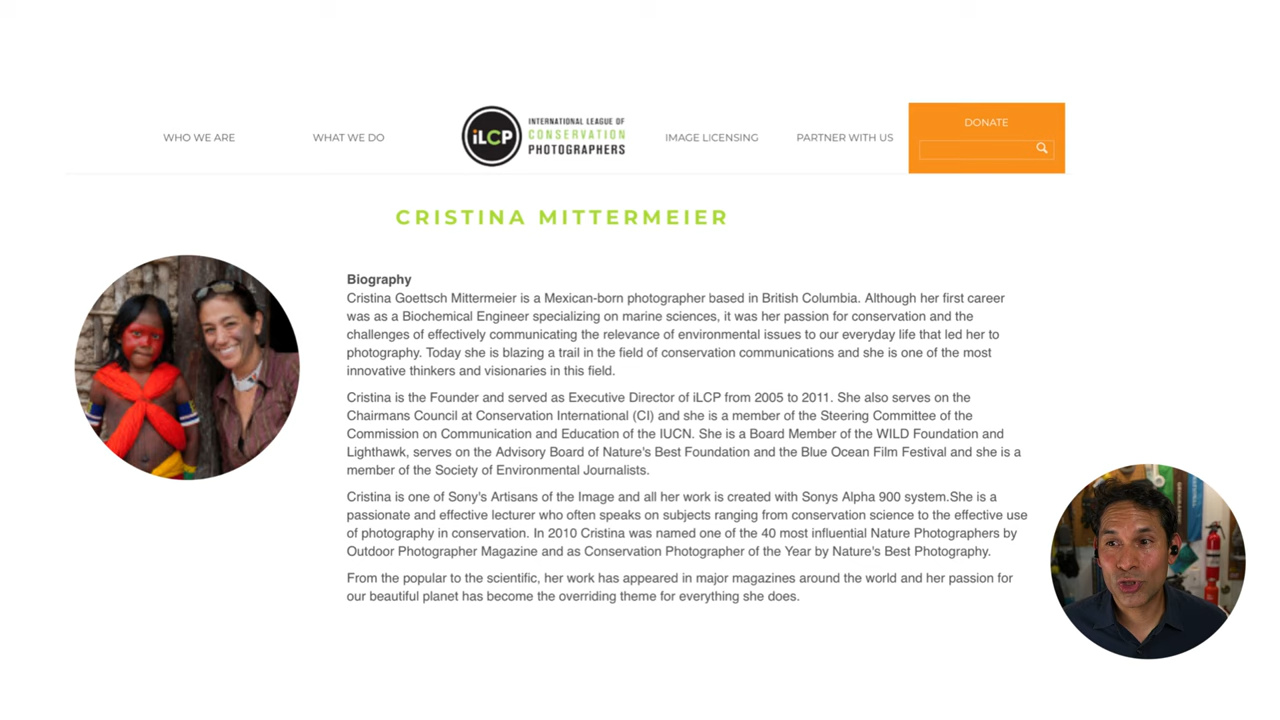 WHO WE ARE
WHAT WE DO
iLCP
INTERNATIONAL LEAGUE OF
CONSERVATION
PHOTOGRAPHERS
IMAGE LICENSING
PARTNER WITH US
DONATE
CRISTINA MITTERMEIER
Biography
Cristina Goettsch Mittermeier is a Mexican-born photographer based in British Columbia. Although her first career
was as a Biochemical Engineer specializing on marine sciences, it was her passion for conservation and the
challenges of effectively communicating the relevance of environmental issues to our everyday life that led her to
photography. Today she is blazing a trail in the field of conservation communications and she is one of the most
innovative thinkers and visionaries in this field.
Cristina is the Founder and served as Executive Director of iLCP from 2005 to 2011. She also serves on the
Chairmans Council at Conservation International (CI) and she is a member of the Steering Committee of the
Commission on Communication and Education of the IUCN. She is a Board Member of the WILD Foundation and
Lighthawk, serves on the Advisory Board of Nature's Best Foundation and the Blue Ocean Film Festival and she is a
member of the Society of Environmental Journalists.
Cristina is one of Sony's Artisans of the Image and all her work is created with Sonys Alpha 900 system.She is a
passionate and effective lecturer who often speaks on subjects ranging from conservation science to the effective use
of photography in conservation. In 2010 Cristina was named one of the 40 most influential Nature Photographers by
Outdoor Photographer Magazine and as Conservation Photographer of the Year by Nature's Best Photography.
From the popular to the scientific, her work has appeared in major magazines around the world and her passion for
our beautiful planet has become the overriding theme for everything she does.